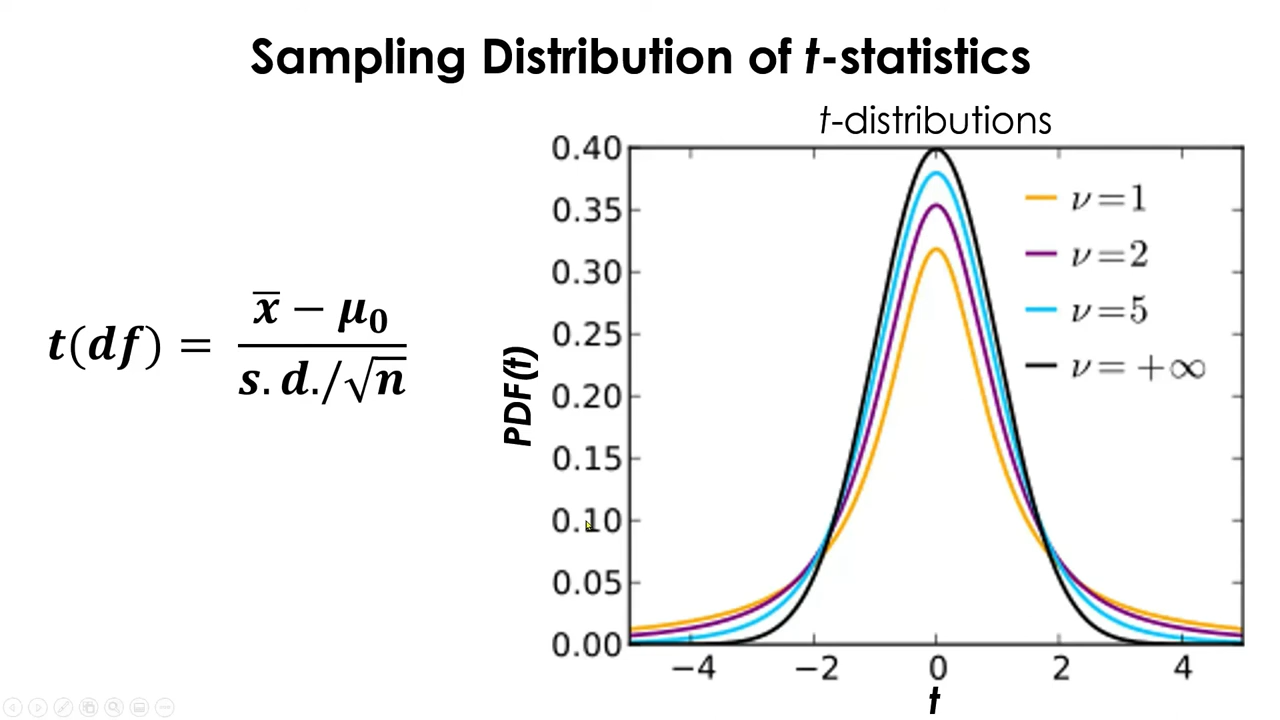 Sampling Distribution of t-statistics
t(df) = (x̅ − μ₀) / (s.d./√n)
t-distributions
PDF(t)
0.40
0.35
0.30
0.25
0.20
0.15
0.10
0.05
0.00
ν=1
ν=2
ν=5
ν=+∞
−4 −2 0 2 4
t